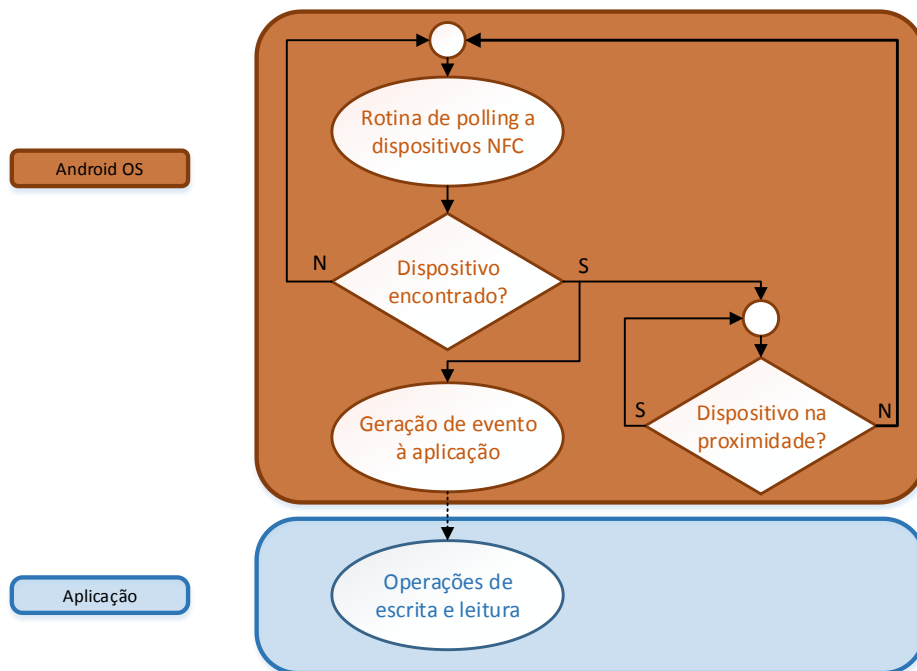 Rotina de polling a
dispositivos NFC
Android OS
N
Dispositivo
encontrado?
S
Geração de evento
à aplicação
S
Dispositivo na
proximidade?
N
Operações de
escrita e leitura
Aplicação